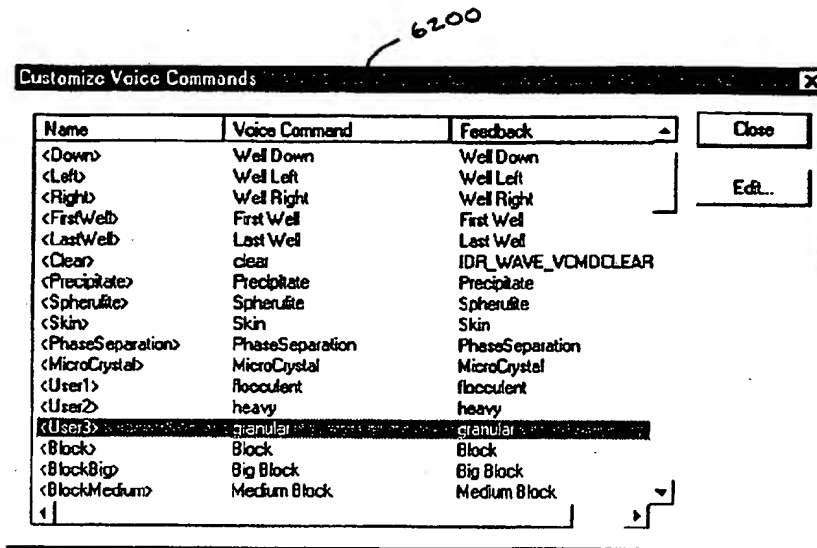 6200
Customize Voice Commands
Name Voice Command Feedback Close
<Down> Well Down Well Down
<Left> Well Left Well Left Edit...
<Right> Well Right Well Right
<FirstWell> First Well First Well
<LastWell> Last Well Last Well
<Clear> clear IDR_WAVE_VCMDCLEAR
<Precipitate> Precipitate Precipitate
<Spherulite> Spherulite Spherulite
<Skin> Skin Skin
<PhaseSeparation> PhaseSeparation PhaseSeparation
<MicroCrystal> MicroCrystal MicroCrystal
<User1> flocculent flocculent
<User2> heavy heavy
<User3> granular granular
<Block> Block Block
<BlockBig> Big Block Big Block
<BlockMedium> Medium Block Medium Block